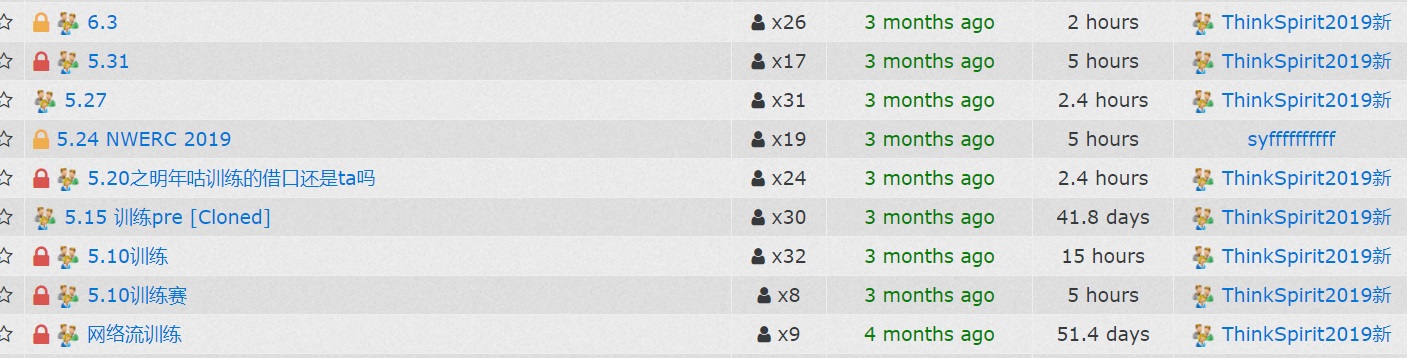 6.3 x26 3 months ago 2 hours ThinkSpirit2019新
5.31 x17 3 months ago 5 hours ThinkSpirit2019新
5.27 x31 3 months ago 2.4 hours ThinkSpirit2019新
5.24 NWERC 2019 x19 3 months ago 5 hours syffffffffff
5.20之明年咕训练的借口还是ta吗 x24 3 months ago 2.4 hours ThinkSpirit2019新
5.15 训练pre [Cloned] x30 3 months ago 41.8 days ThinkSpirit2019新
5.10训练 x32 3 months ago 15 hours ThinkSpirit2019新
5.10训练赛 x8 3 months ago 5 hours ThinkSpirit2019新
网络流训练 x9 4 months ago 51.4 days ThinkSpirit2019新